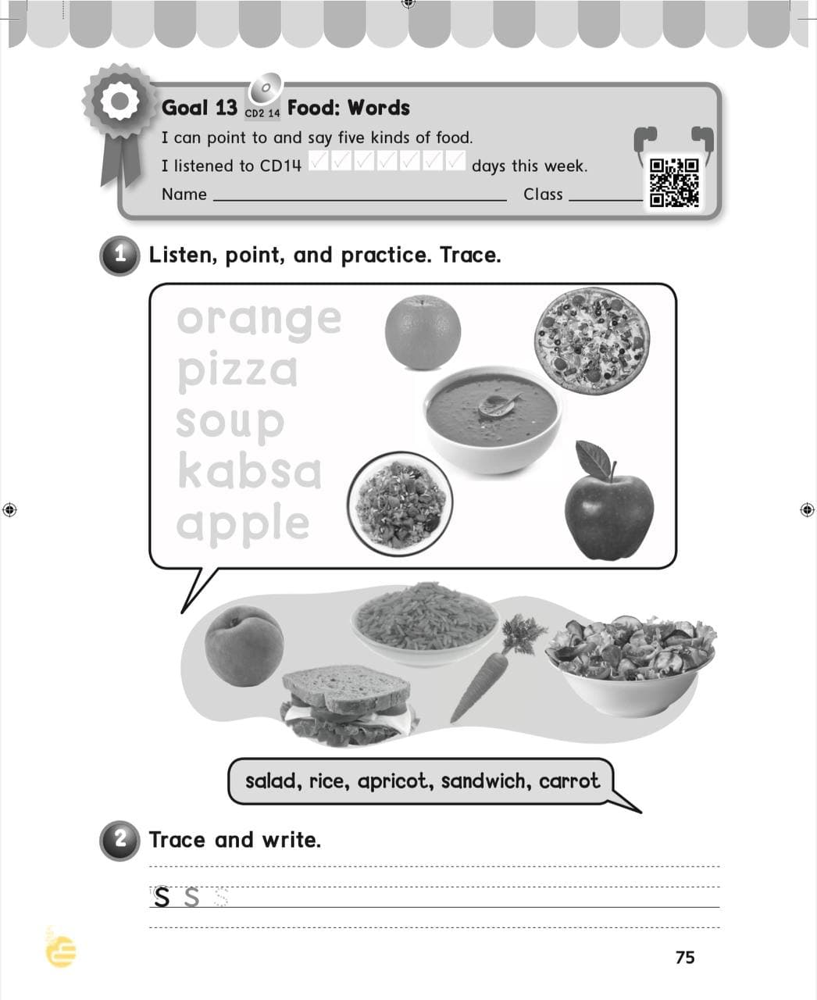 Goal 13 CD2 14 Food: Words
I can point to and say five kinds of food.
I listened to CD14 days this week.
Name Class
1 Listen, point, and practice. Trace.
orange
pizza
soup
kabsa
apple
salad, rice, apricot, sandwich, carrot
2 Trace and write.
s s s
75